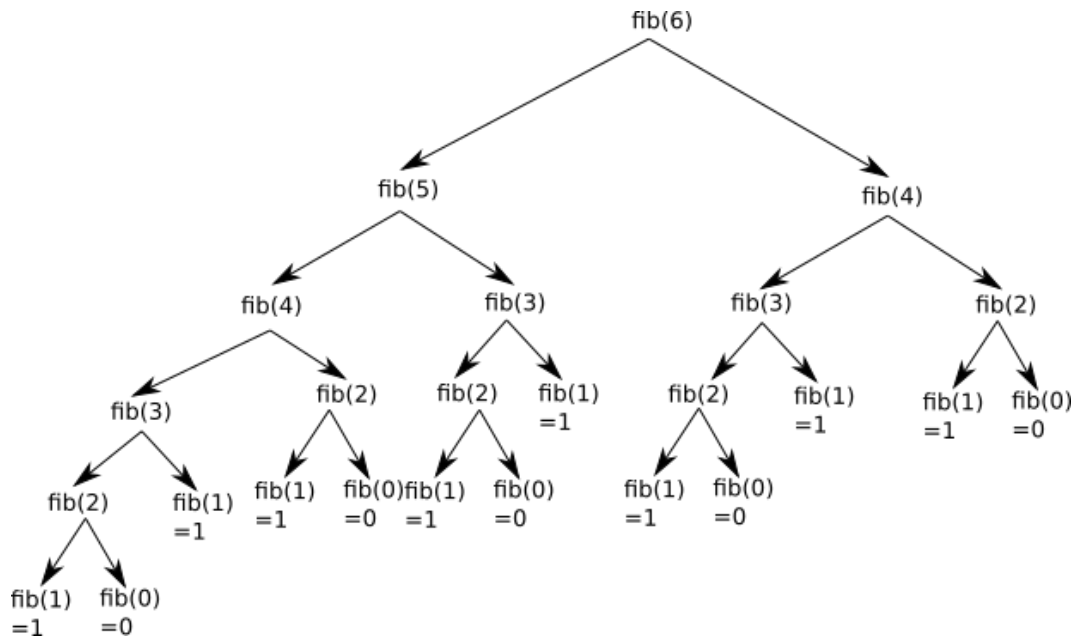 fib(6)
fib(5)
fib(4)
fib(4)
fib(3)
fib(3)
fib(2)
fib(3)
fib(2)
fib(2)
fib(1)
=1
fib(2)
fib(1)
=1
fib(1)
=1
fib(0)
=0
fib(2)
fib(1)
=1
fib(1)
=1
fib(0)
=0
fib(1)
=1
fib(0)
=0
fib(1)
=1
fib(0)
=0
fib(1)
=1
fib(0)
=0